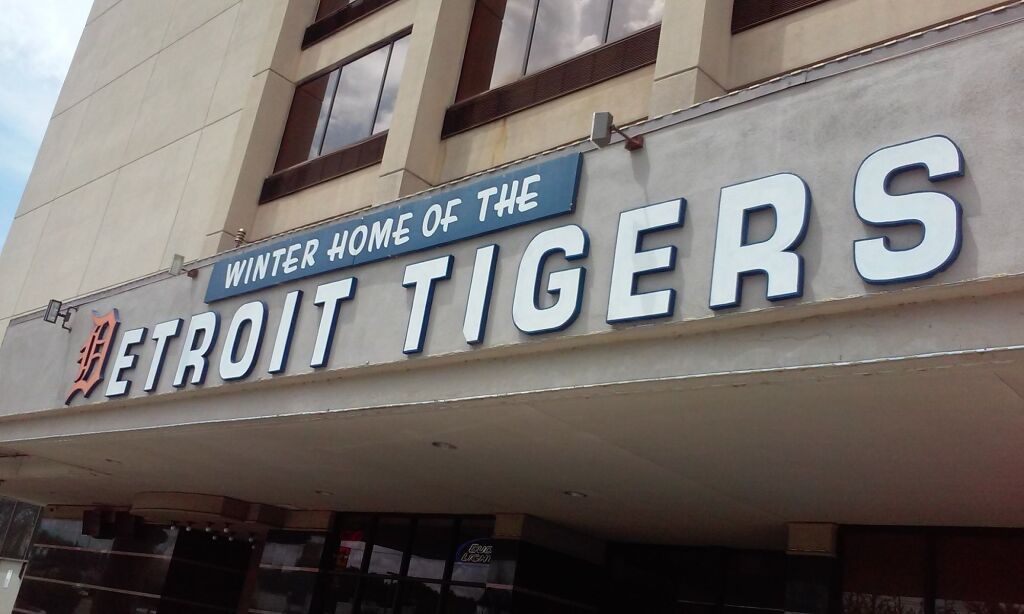 WINTER HOME OF THE
DETROIT TIGERS